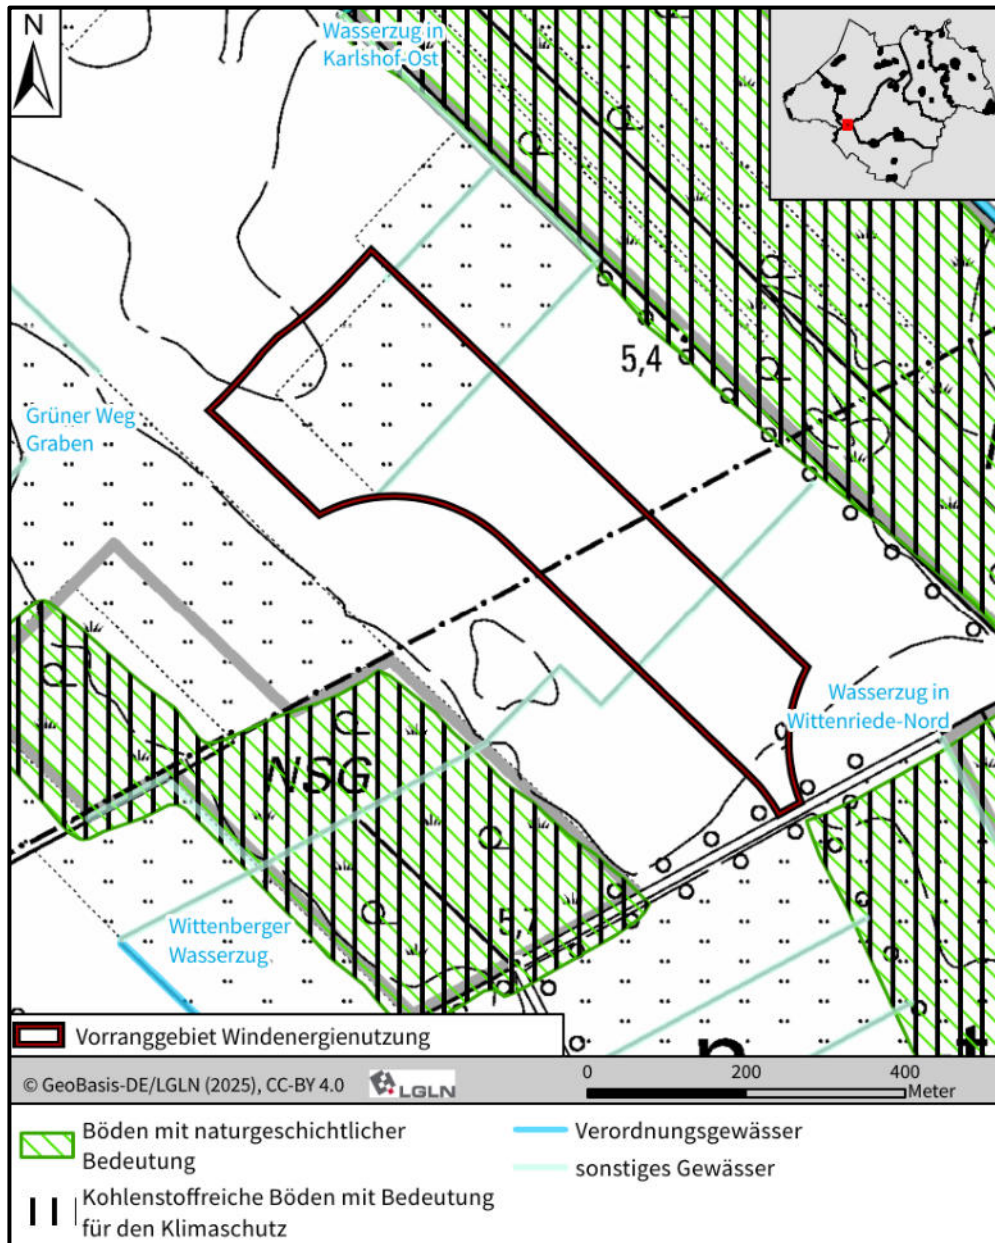 N
Wasserzug in
Karlshof-Ost
5,4
Grüner Weg
Graben
Wasserzug in
Wittenriede-Nord
NSG
Wittenberger
Wasserzug
Vorranggebiet Windenergienutzung
© GeoBasis-DE/LGLN (2025), CC-BY 4.0
LGLN
0 200 400
Meter
Böden mit naturgeschichtlicher
Bedeutung
Verordnungsgewässer
sonstiges Gewässer
Kohlenstoffreiche Böden mit Bedeutung
für den Klimaschutz